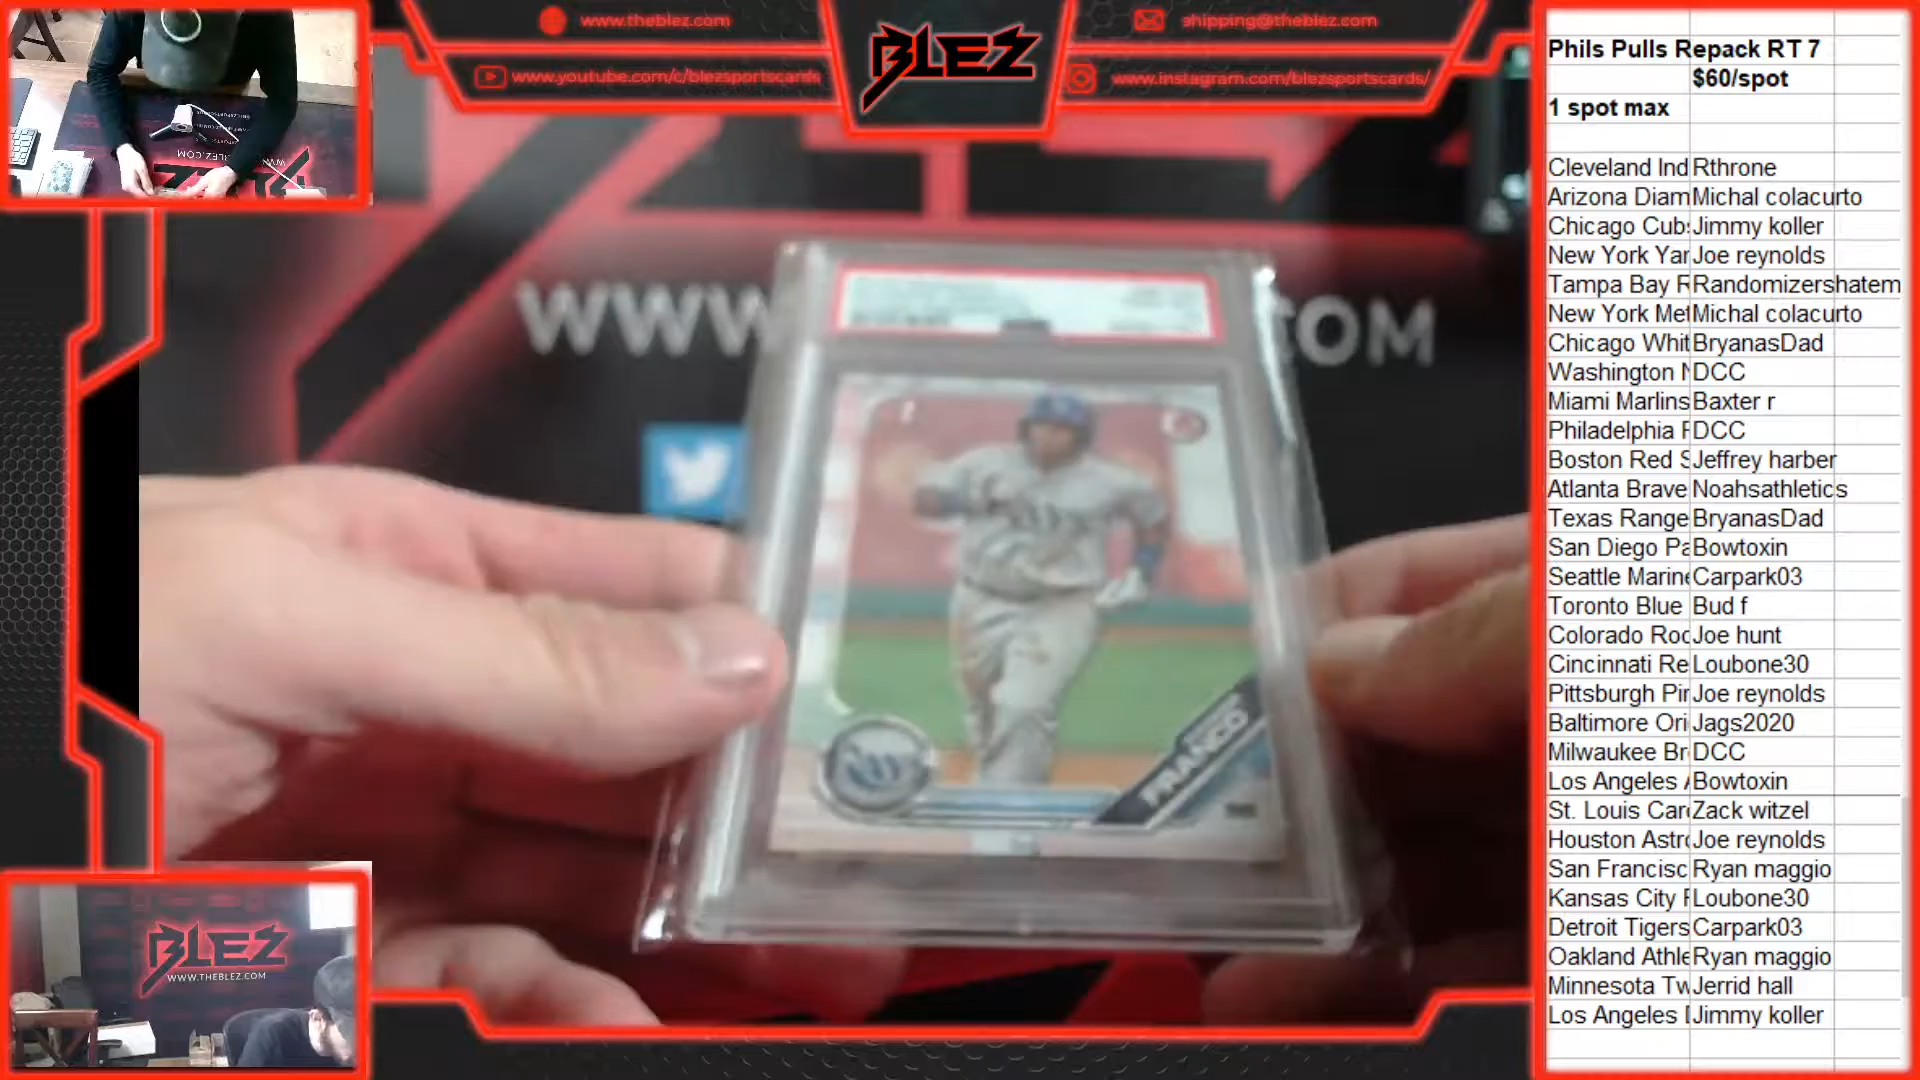 www.theblez.com
shipping@theblez.com
www.youtube.com/c/blezsportscards
www.instagram.com/blezsportscards/
BLEZ
WWW.
COM
FRANCO
BLEZ
WWW.THEBLEZ.COM
Phils Pulls Repack RT 7
$60/spot
1 spot max
Cleveland Ind Rthrone
Arizona Diam Michal colacurto
Chicago Cubs Jimmy koller
New York Yan Joe reynolds
Tampa Bay R Randomizershatem
New York Met Michal colacurto
Chicago Whit BryanasDad
Washington N DCC
Miami Marlins Baxter r
Philadelphia P DCC
Boston Red S Jeffrey harber
Atlanta Brave Noahsathletics
Texas Range BryanasDad
San Diego Pa Bowtoxin
Seattle Marine Carpark03
Toronto Blue Bud f
Colorado Roc Joe hunt
Cincinnati Re Loubone30
Pittsburgh Pir Joe reynolds
Baltimore Ori Jags2020
Milwaukee Br DCC
Los Angeles A Bowtoxin
St. Louis Car Zack witzel
Houston Astro Joe reynolds
San Francisc Ryan maggio
Kansas City R Loubone30
Detroit Tigers Carpark03
Oakland Athle Ryan maggio
Minnesota Tw Jerrid hall
Los Angeles D Jimmy koller